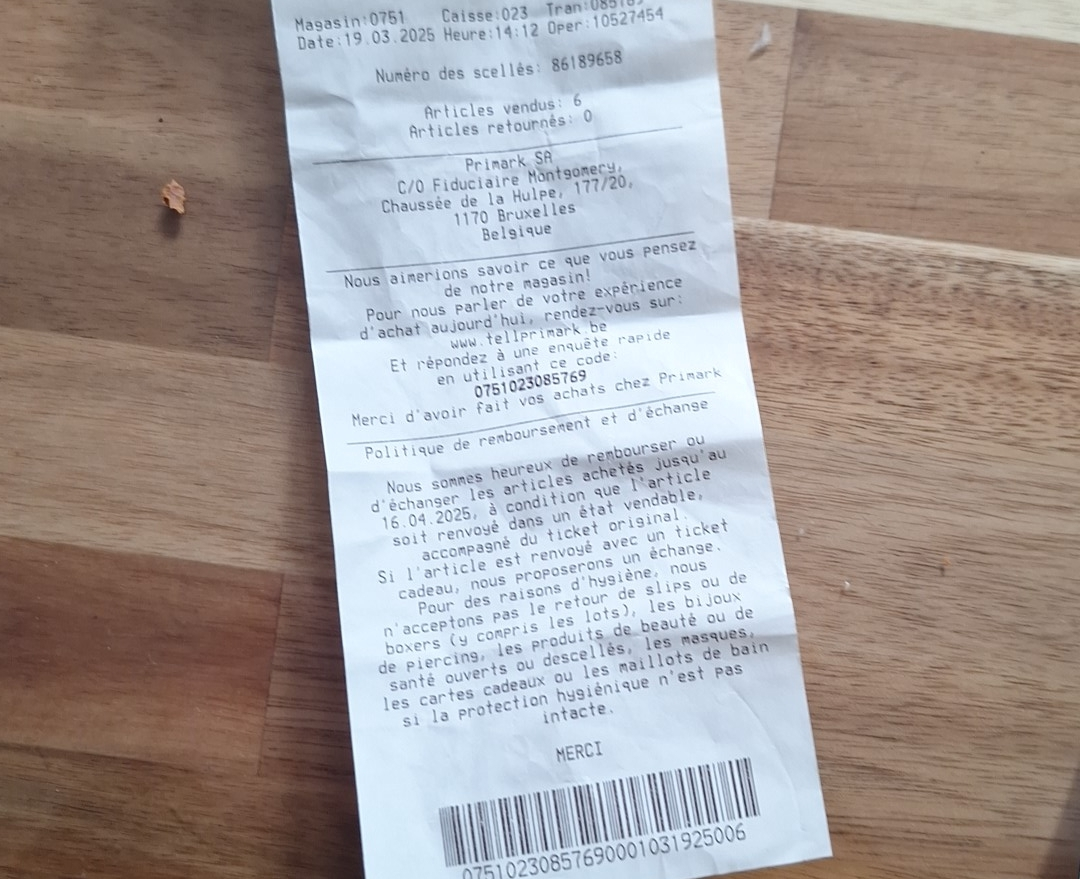 Magasin:0751 Caisse:023 Tran:085769
Date:19.03.2025 Heure:14:12 Oper:10527454
Numéro des scellés: 86189658
Articles vendus: 6
Articles retournés: 0
Primark SA
C/O Fiduciaire Montgomery,
Chaussée de la Hulpe, 177/20,
1170 Bruxelles
Belgique
Nous aimerions savoir ce que vous pensez
de notre magasin!
Pour nous parler de votre expérience
d'achat aujourd'hui, rendez-vous sur:
www.tellprimark.be
Et répondez à une enquête rapide
en utilisant ce code:
0751023085769
Merci d'avoir fait vos achats chez Primark
Politique de remboursement et d'échange
Nous sommes heureux de rembourser ou
d'échanger les articles achetés jusqu'au
16.04.2025, à condition que l'article
soit renvoyé dans un état vendable,
accompagné du ticket original.
Si l'article est renvoyé avec un ticket
cadeau, nous proposerons un échange.
Pour des raisons d'hygiène, nous
n'acceptons pas le retour de slips ou de
boxers (y compris les lots), les bijoux
de piercing, les produits de beauté ou de
santé ouverts ou descellés, les masques,
les cartes cadeaux ou les maillots de bain
si la protection hygiénique n'est pas
intacte.
MERCI
07510230857690001031925006